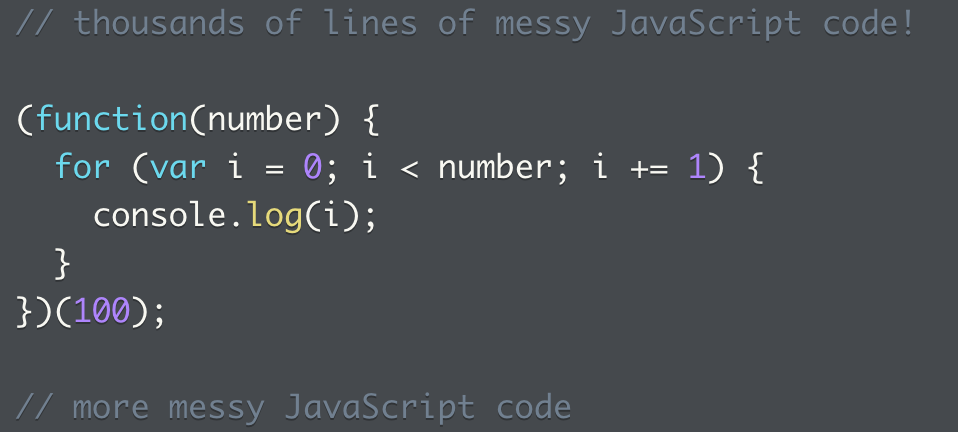 // thousands of lines of messy JavaScript code!
(function(number) {
  for (var i = 0; i < number; i += 1) {
    console.log(i);
  }
})(100);
// more messy JavaScript code